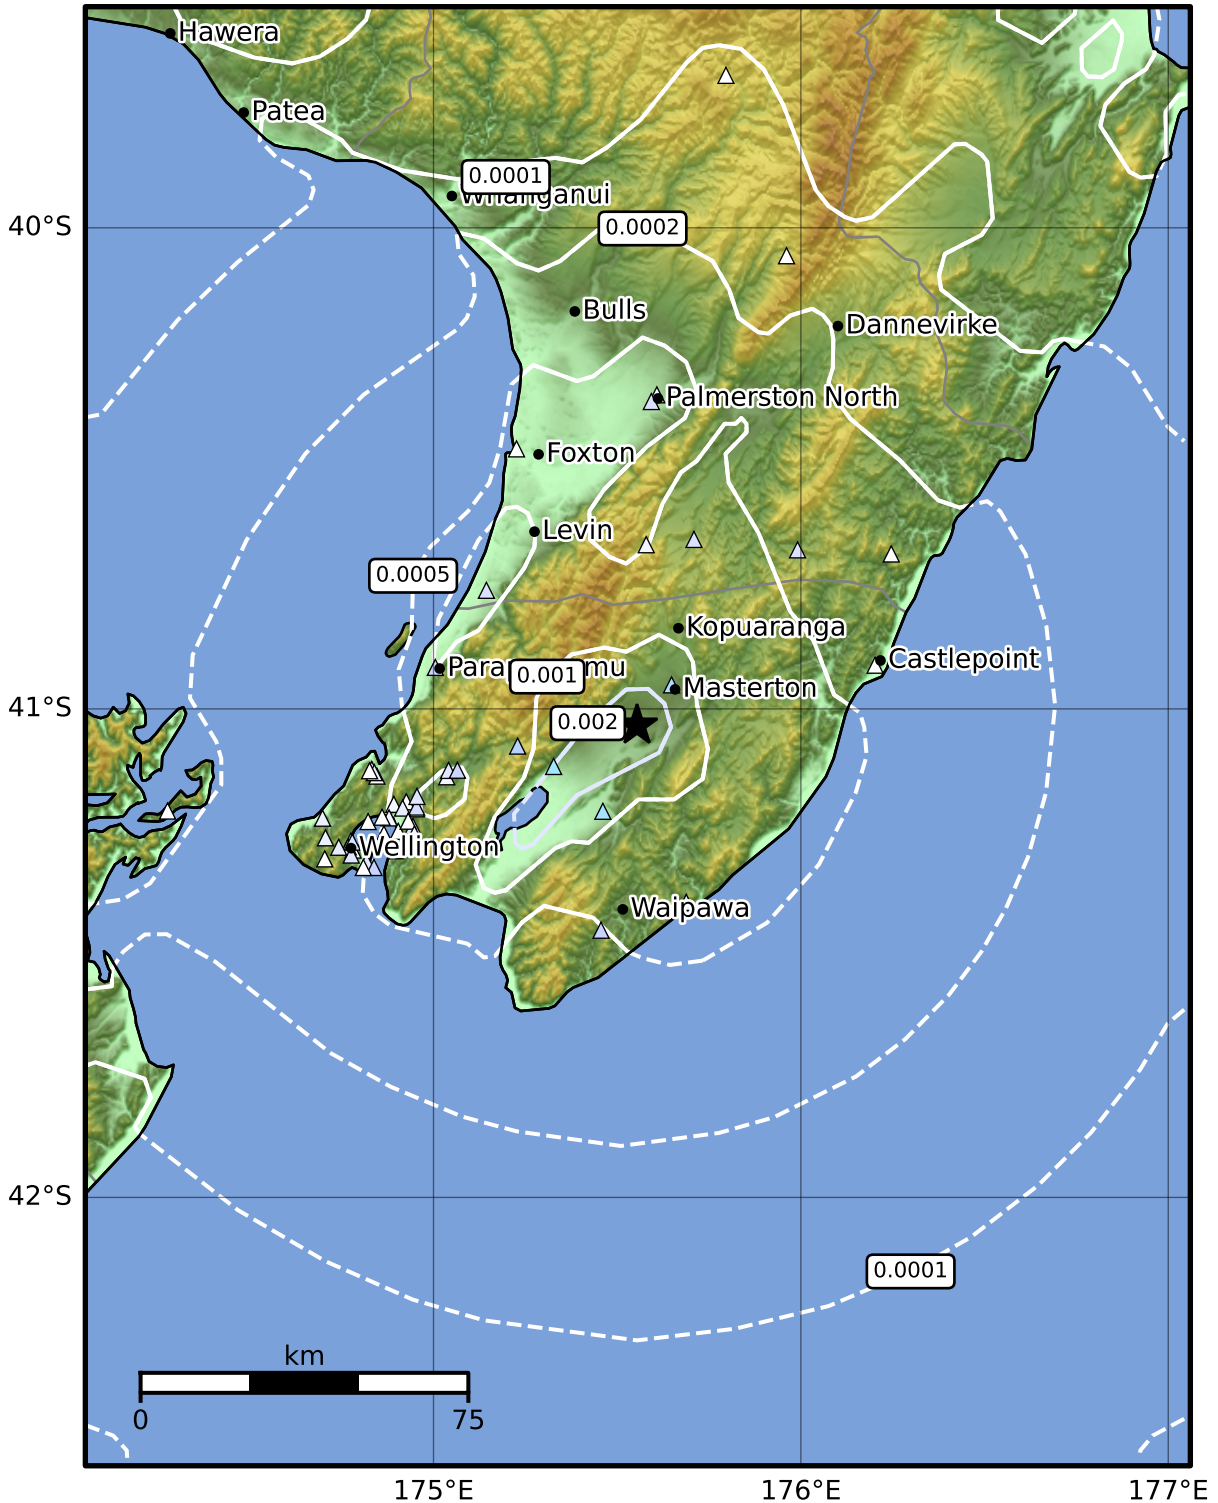 Hawera
Patea
0.0001
Whanganui
40°S
0.0002
Bulls
Dannevirke
Palmerston North
Foxton
Levin
0.0005
Kopuaranga
Castlepoint
0.001
Masterton
41°S
0.002
Wellington
Waipawa
42°S
0.0001
km
0
75
175°E
176°E
177°E